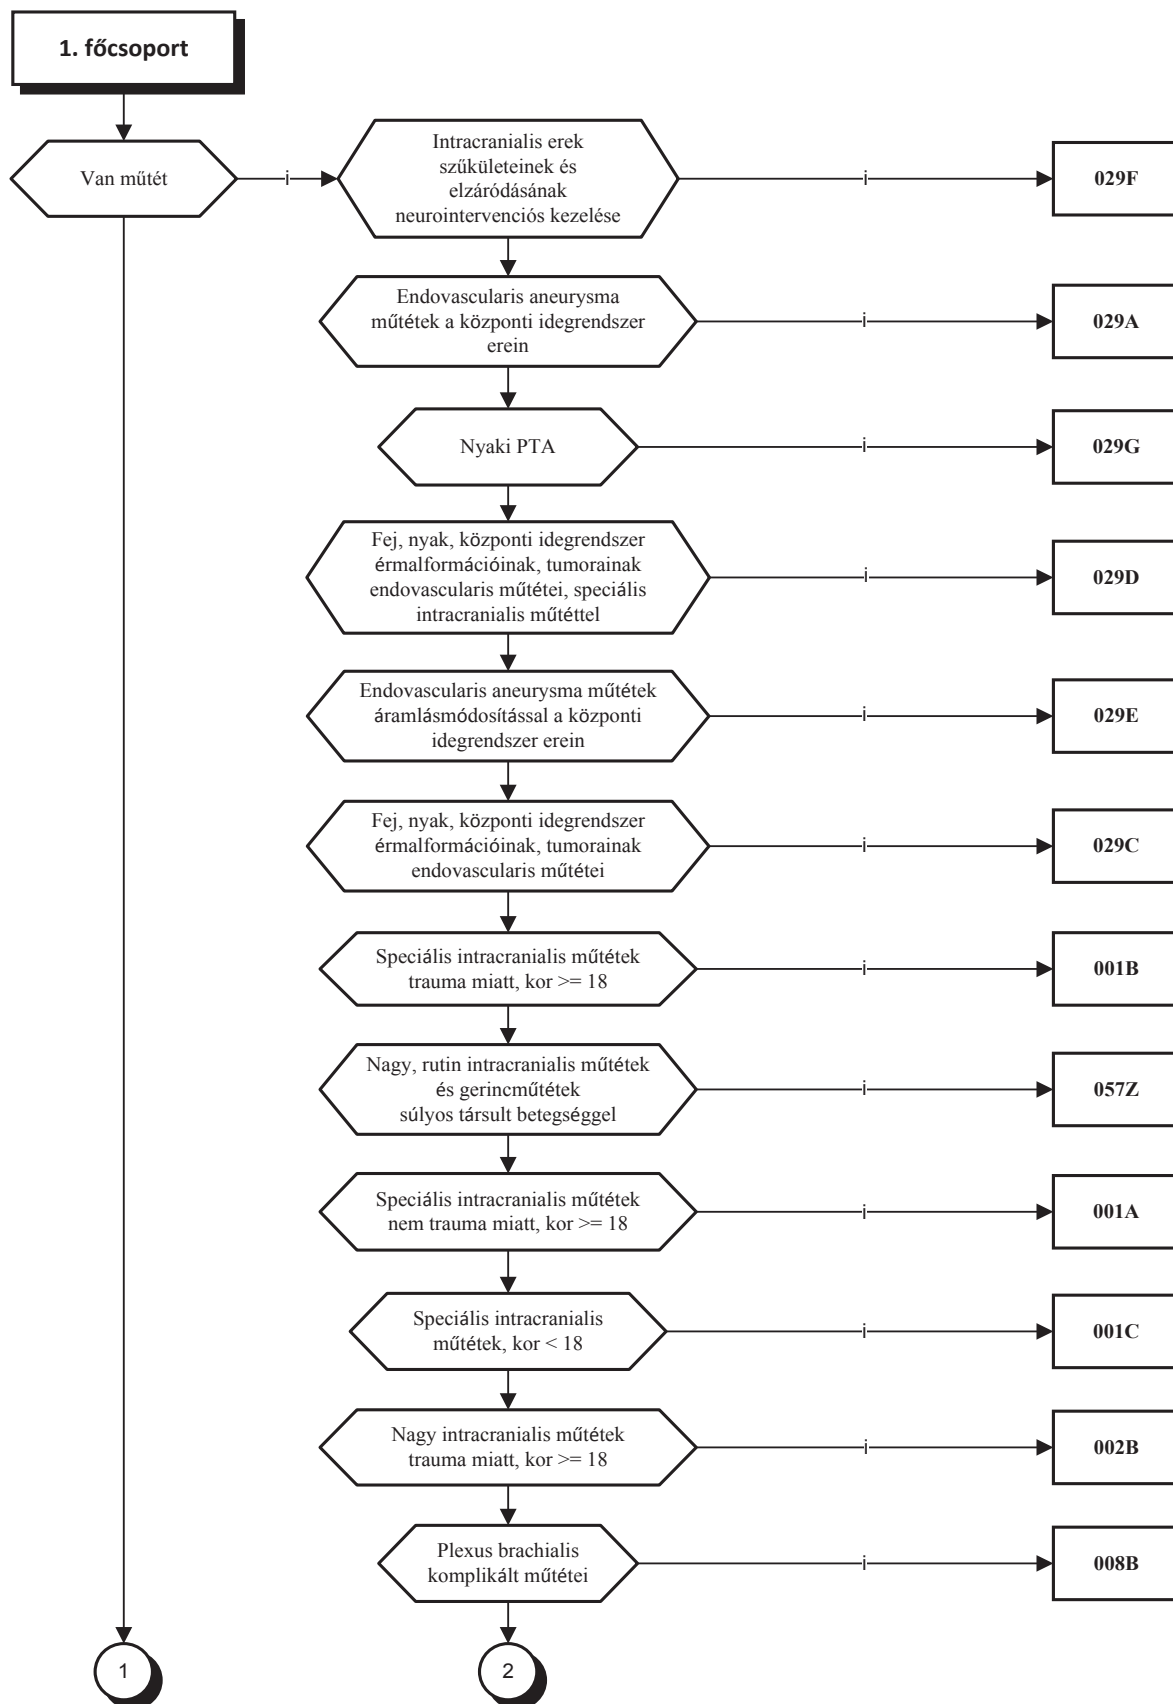 1. főcsoport
Van műtét
i
Intracranialis erek
szűkületeinek és
elzáródásának
neurointervenciós kezelése
i
029F
Endovascularis aneurysma
műtétek a központi idegrendszer
erein
i
029A
Nyaki PTA
i
029G
Fej, nyak, központi idegrendszer
érmalformációinak, tumorainak
endovascularis műtétei, speciális
intracranialis műtéttel
i
029D
Endovascularis aneurysma műtétek
áramlásmódosítással a központi
idegrendszer erein
i
029E
Fej, nyak, központi idegrendszer
érmalformációinak, tumorainak
endovascularis műtétei
i
029C
Speciális intracranialis műtétek
trauma miatt, kor >= 18
i
001B
Nagy, rutin intracranialis műtétek
és gerincműtétek
súlyos társult betegséggel
i
057Z
Speciális intracranialis műtétek
nem trauma miatt, kor >= 18
i
001A
Speciális intracranialis
műtétek, kor < 18
i
001C
Nagy intracranialis műtétek
trauma miatt, kor >= 18
i
002B
Plexus brachialis
komplikált műtétei
i
008B
1
2